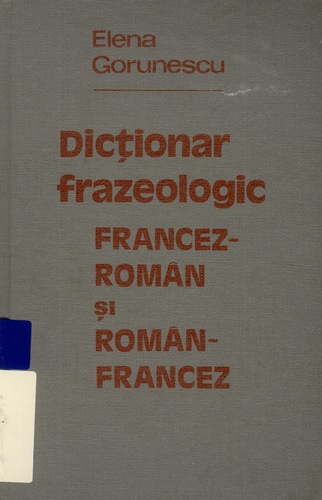 Elena
Gorunescu
Dicționar
frazeologic
FRANCEZ-
ROMÂN
și
ROMÂN-
FRANCEZ